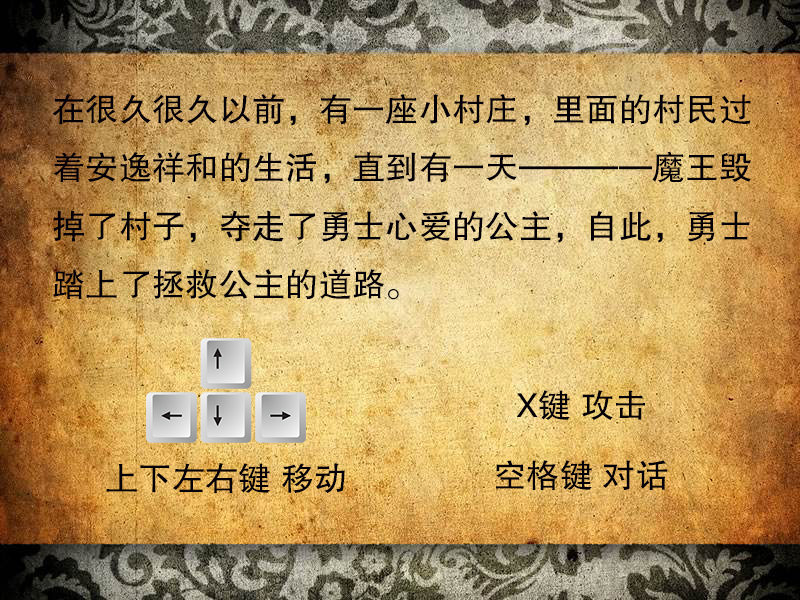 在很久很久以前，有一座小村庄，里面的村民过
着安逸祥和的生活，直到有一天————魔王毁
掉了村子，夺走了勇士心爱的公主，自此，勇士
踏上了拯救公主的道路。
↑
← ↓ →
上下左右键 移动
X键 攻击
空格键 对话